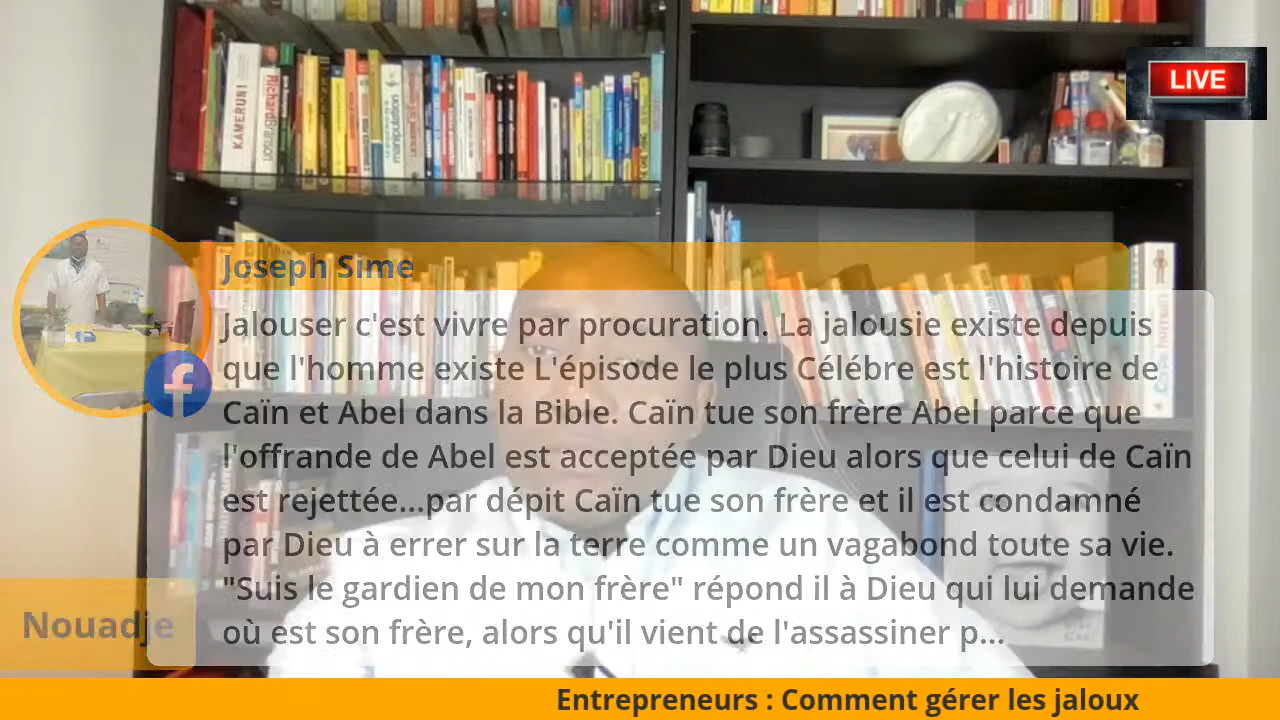 KAMERUN!
Richard Branson
manipulation
LIVE
Joseph Sime
Jalouser c'est vivre par procuration. La jalousie existe depuis
que l'homme existe L'épisode le plus Célébre est l'histoire de
Caïn et Abel dans la Bible. Caïn tue son frère Abel parce que
l'offrande de Abel est acceptée par Dieu alors que celui de Caïn
est rejettée...par dépit Caïn tue son frère et il est condamné
par Dieu à errer sur la terre comme un vagabond toute sa vie.
"Suis le gardien de mon frère" répond il à Dieu qui lui demande
où est son frère, alors qu'il vient de l'assassiner p...
Nouadje
Entrepreneurs : Comment gérer les jaloux